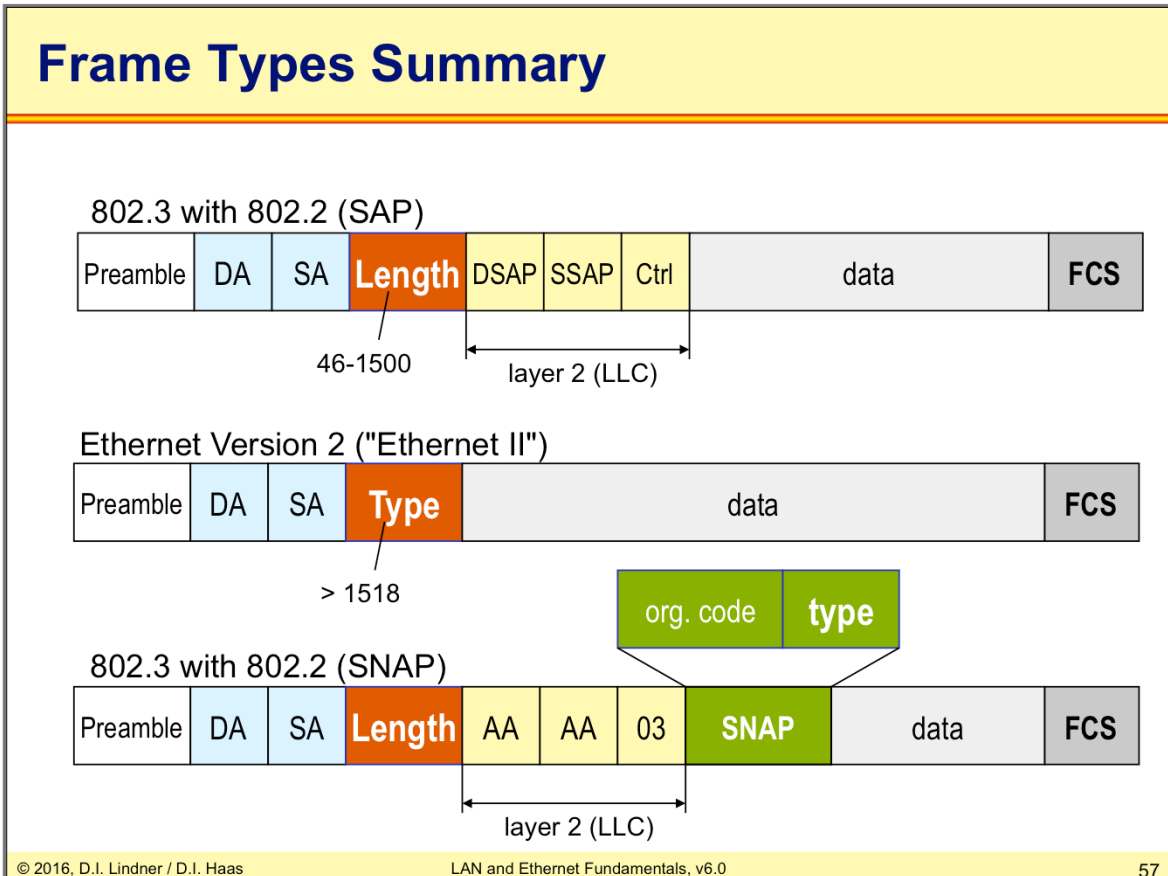 Frame Types Summary
802.3 with 802.2 (SAP)
Preamble DA SA Length DSAP SSAP Ctrl data FCS
46-1500
layer 2 (LLC)
Ethernet Version 2 ("Ethernet II")
Preamble DA SA Type data FCS
> 1518
org. code type
802.3 with 802.2 (SNAP)
Preamble DA SA Length AA AA 03 SNAP data FCS
layer 2 (LLC)
© 2016, D.I. Lindner / D.I. Haas LAN and Ethernet Fundamentals, v6.0 57